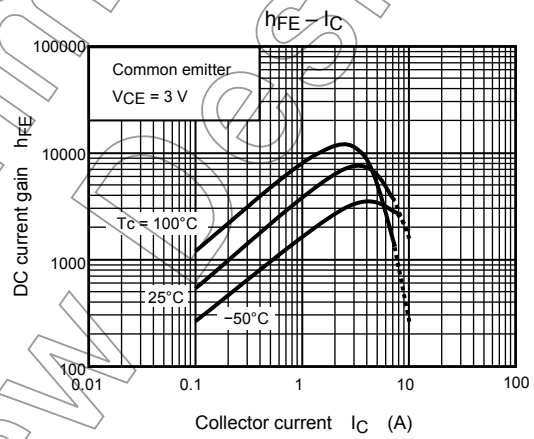 hFE – IC
100000
Common emitter
VCE = 3 V
10000
Tc = 100°C
1000
25°C
−50°C
100
0.01 0.1 1 10 100
DC current gain hFE
Collector current IC (A)